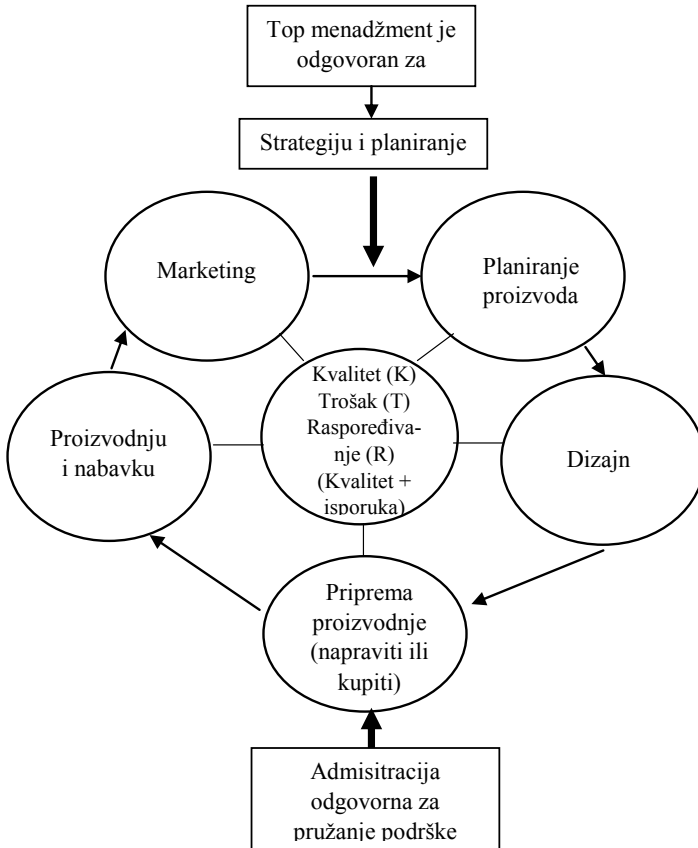 Top menadžment je
odgovoran za
Strategiju i planiranje
Marketing
Planiranje
proizvoda
Kvalitet (K)
Trošak (T)
Raspoređiva-
nje (R)
(Kvalitet +
isporuka)
Proizvodnju
i nabavku
Dizajn
Priprema
proizvodnje
(napraviti ili
kupiti)
Admisitracija
odgovorna za
pružanje podrške